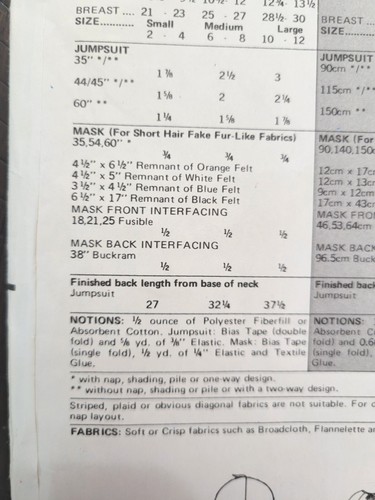 BREAST .... 21 - 23 25 - 27 28½- 30
SIZE........... Small Medium Large
2 - 4 6 - 8 10 - 12
JUMPSUIT
35" */**
1⅞ 2½ 3
44/45" */**
1⅝ 2 2¼
60" **
1¼ 1⅝ 1⅞
MASK (For Short Hair Fake Fur-Like Fabrics)
35,54,60" *
¾ ¾ ¾
4½" x 6½" Remnant of Orange Felt
4½" x 5" Remnant of White Felt
3½" x 4½" Remnant of Blue Felt
6½" x 17" Remnant of Black Felt
MASK FRONT INTERFACING
18,21,25 Fusible
½ ½ ½
MASK BACK INTERFACING
38" Buckram
½ ½ ½
Finished back length from base of neck
Jumpsuit
27 32¼ 37½
NOTIONS: ½ ounce of Polyester Fiberfill or
Absorbent Cotton. Jumpsuit: Bias Tape (double
fold) and ⅝ yd. of ⅜" Elastic. Mask: Bias Tape
(single fold), ½ yd. of ¼" Elastic and Textile
Glue.
* with nap, shading, pile or one-way design.
** without nap, shading or pile or with a two-way design.
Striped, plaid or obvious diagonal fabrics are not suitable. For
nap layout.
FABRICS: Soft or Crisp fabrics such as Broadcloth, Flannelette
BREAST ...
SIZE..........
JUMPSUIT
90cm */**
115cm */**
150cm **
MASK (For
90,140,150
12cm x 17c
12cm x 13c
9cm x 12cm
17cm x 43c
MASK FRO
46,53,64cm
MASK BACK
96.5cm Buck
Finished back
Jumpsuit
NOTIONS:
Absorbent C
fold) and 0.6
(single fold),
Glue.